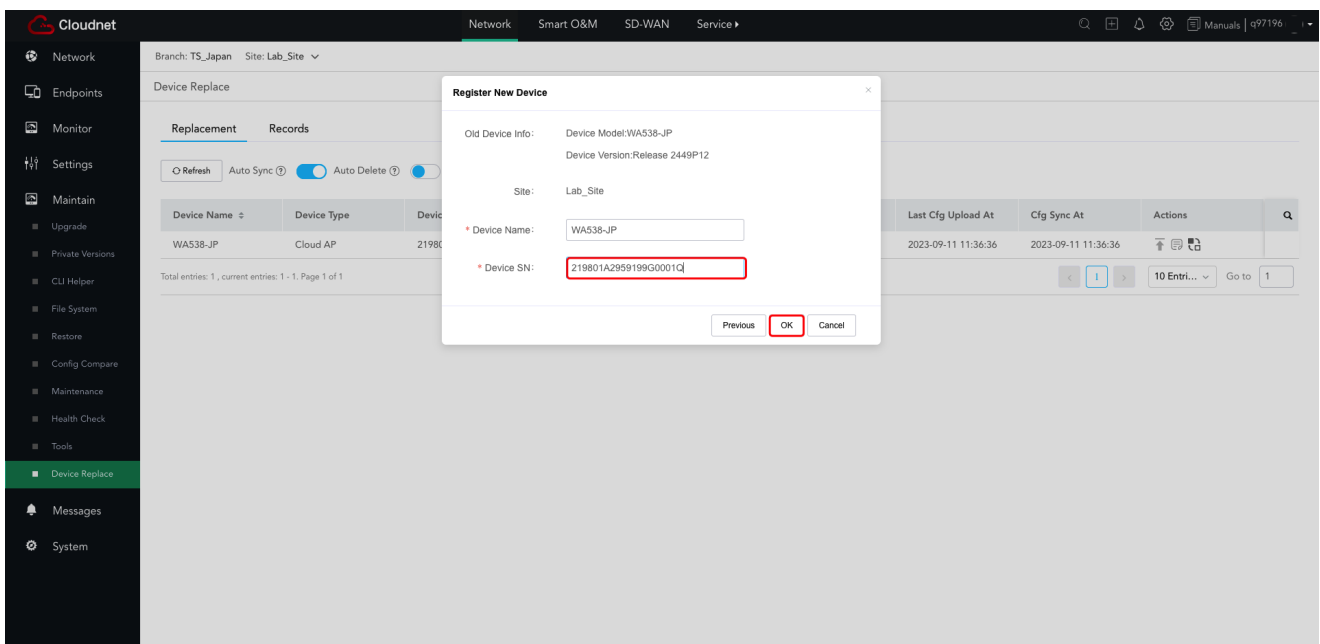 Cloudnet
Network Smart O&M SD-WAN Service
Manuals | q97196
Network
Endpoints
Monitor
Settings
Maintain
Upgrade
Private Versions
CLI Helper
File System
Restore
Config Compare
Maintenance
Health Check
Tools
Device Replace
Messages
System
Branch: TS_Japan Site: Lab_Site
Device Replace
Replacement Records
Refresh Auto Sync Auto Delete
Device Name Device Type Devic Last Cfg Upload At Cfg Sync At Actions
WA538-JP Cloud AP 21980 2023-09-11 11:36:36 2023-09-11 11:36:36
Total entries: 1 , current entries: 1 - 1. Page 1 of 1 1 10 Entri... Go to 1
Register New Device
Old Device Info: Device Model:WA538-JP
Device Version:Release 2449P12
Site: Lab_Site
* Device Name: WA538-JP
* Device SN: 219801A2959199G0001Q
Previous OK Cancel